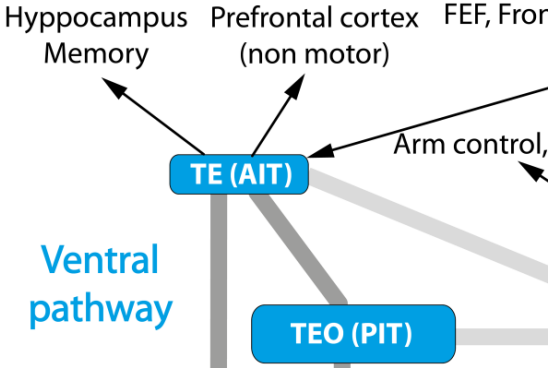 Hyppocampus
Memory
Prefrontal cortex
(non motor)
FEF, Fron
Arm control,
TE (AIT)
Ventral
pathway
TEO (PIT)